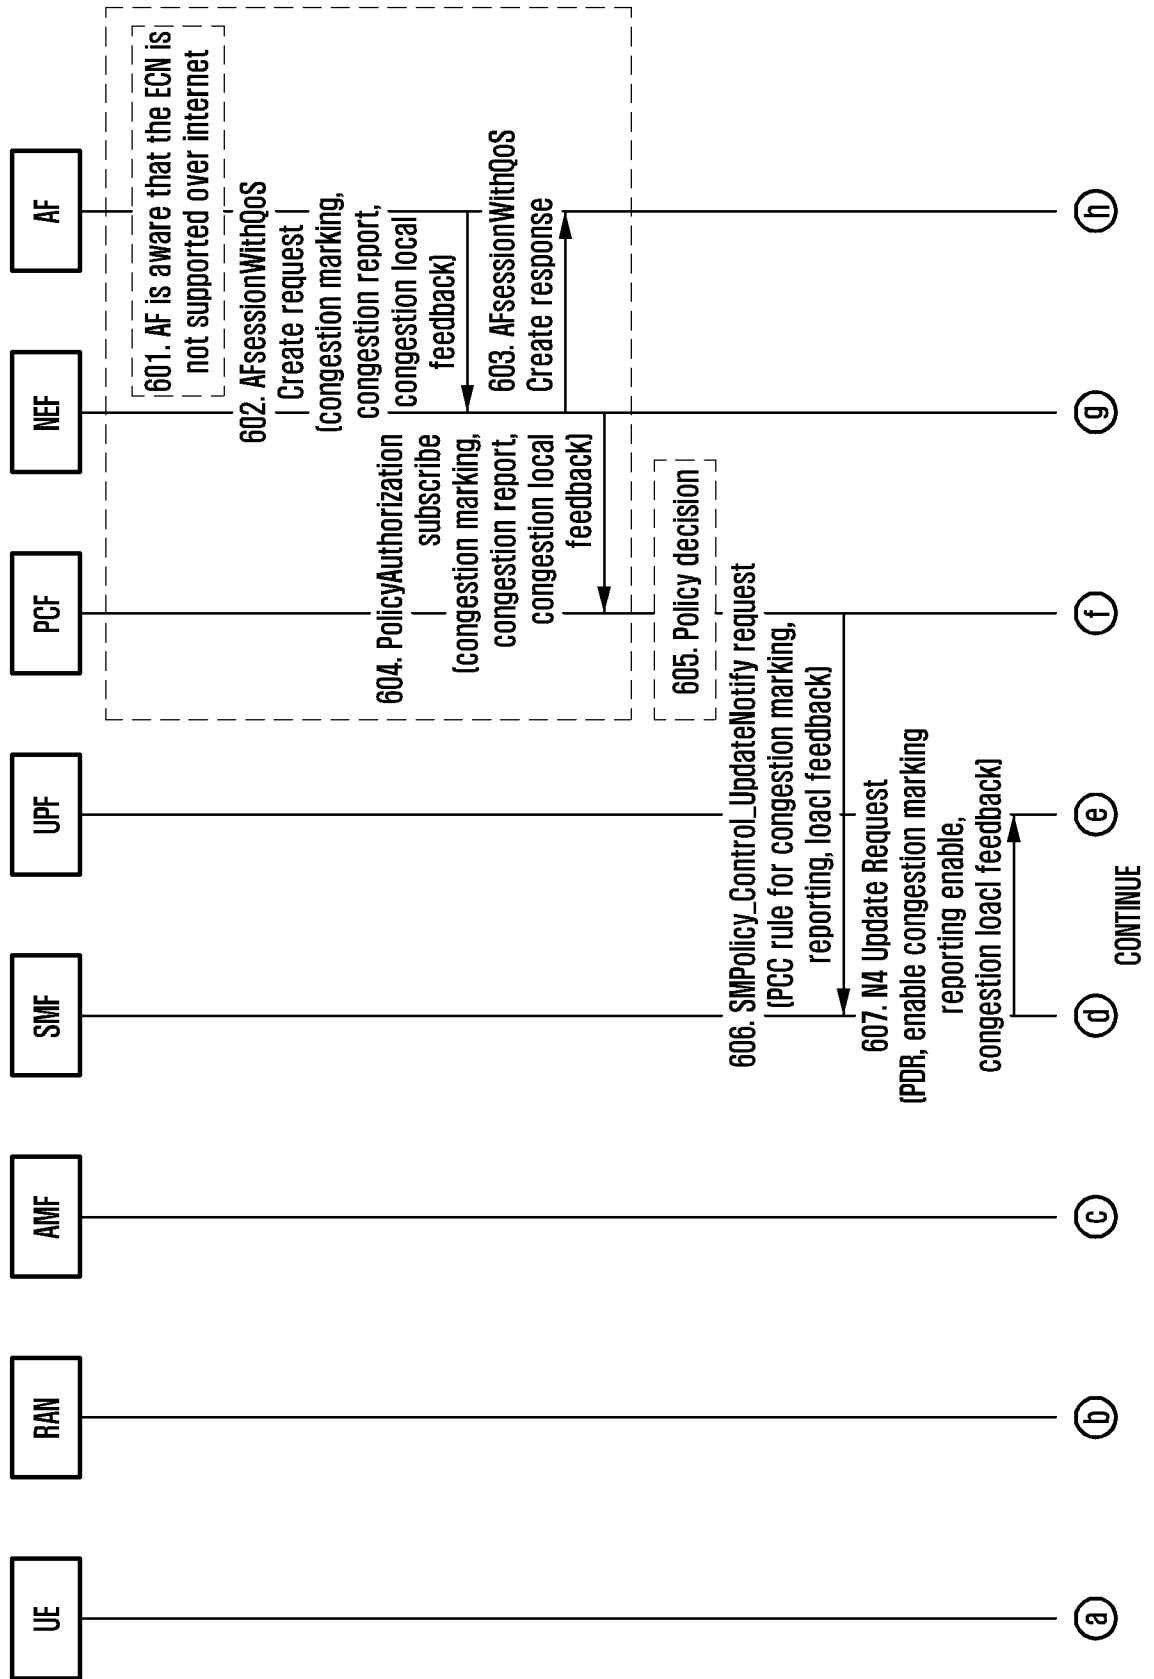 UE
RAN
AMF
SMF
UPF
PCF
NEF
AF
601. AF is aware that the ECN is
not supported over internet
602. AFsessionWithQoS
Create request
(congestion marking,
congestion report,
congestion local
feedback)
603. AFsessionWithQoS
Create response
604. PolicyAuthorization
subscribe
(congestion marking,
congestion report,
congestion local
feedback)
605. Policy decision
606. SMPolicy_Control_UpdateNotify request
(PCC rule for congestion marking,
reporting, loacl feedback)
607. N4 Update Request
(PDR, enable congestion marking
reporting enable,
congestion loacl feedback)
a
b
c
d
e
f
g
h
CONTINUE